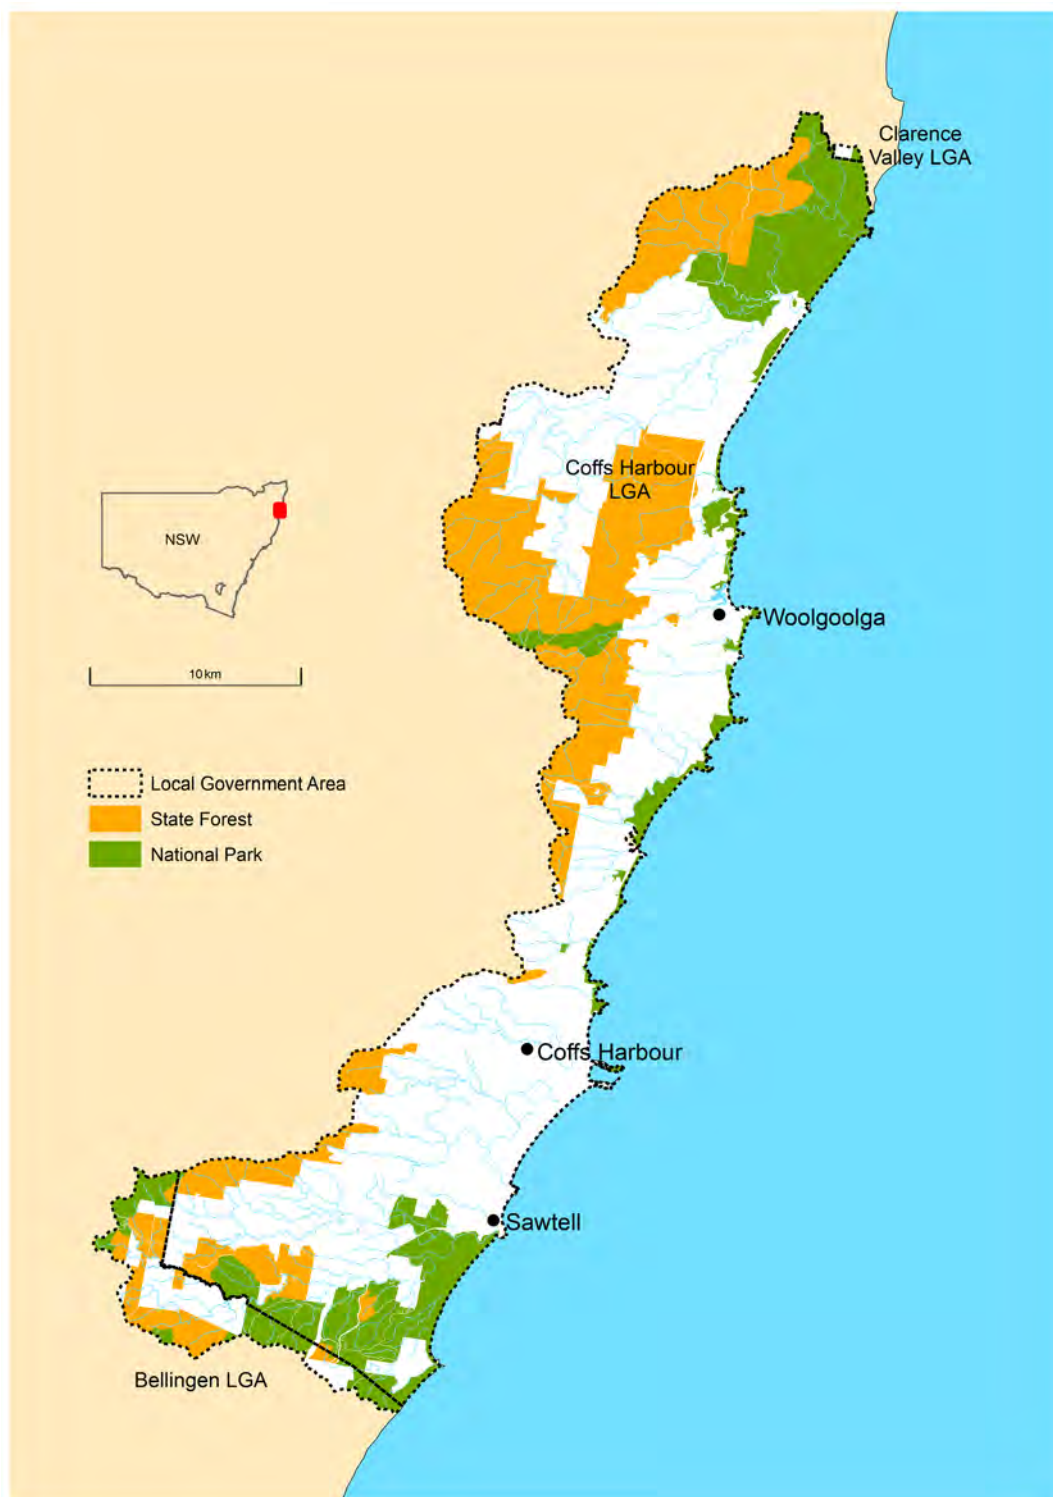 Clarence
Valley LGA
Coffs Harbour
LGA
NSW
Woolgoolga
10 km
Local Government Area
State Forest
National Park
Coffs Harbour
Sawtell
Bellingen LGA